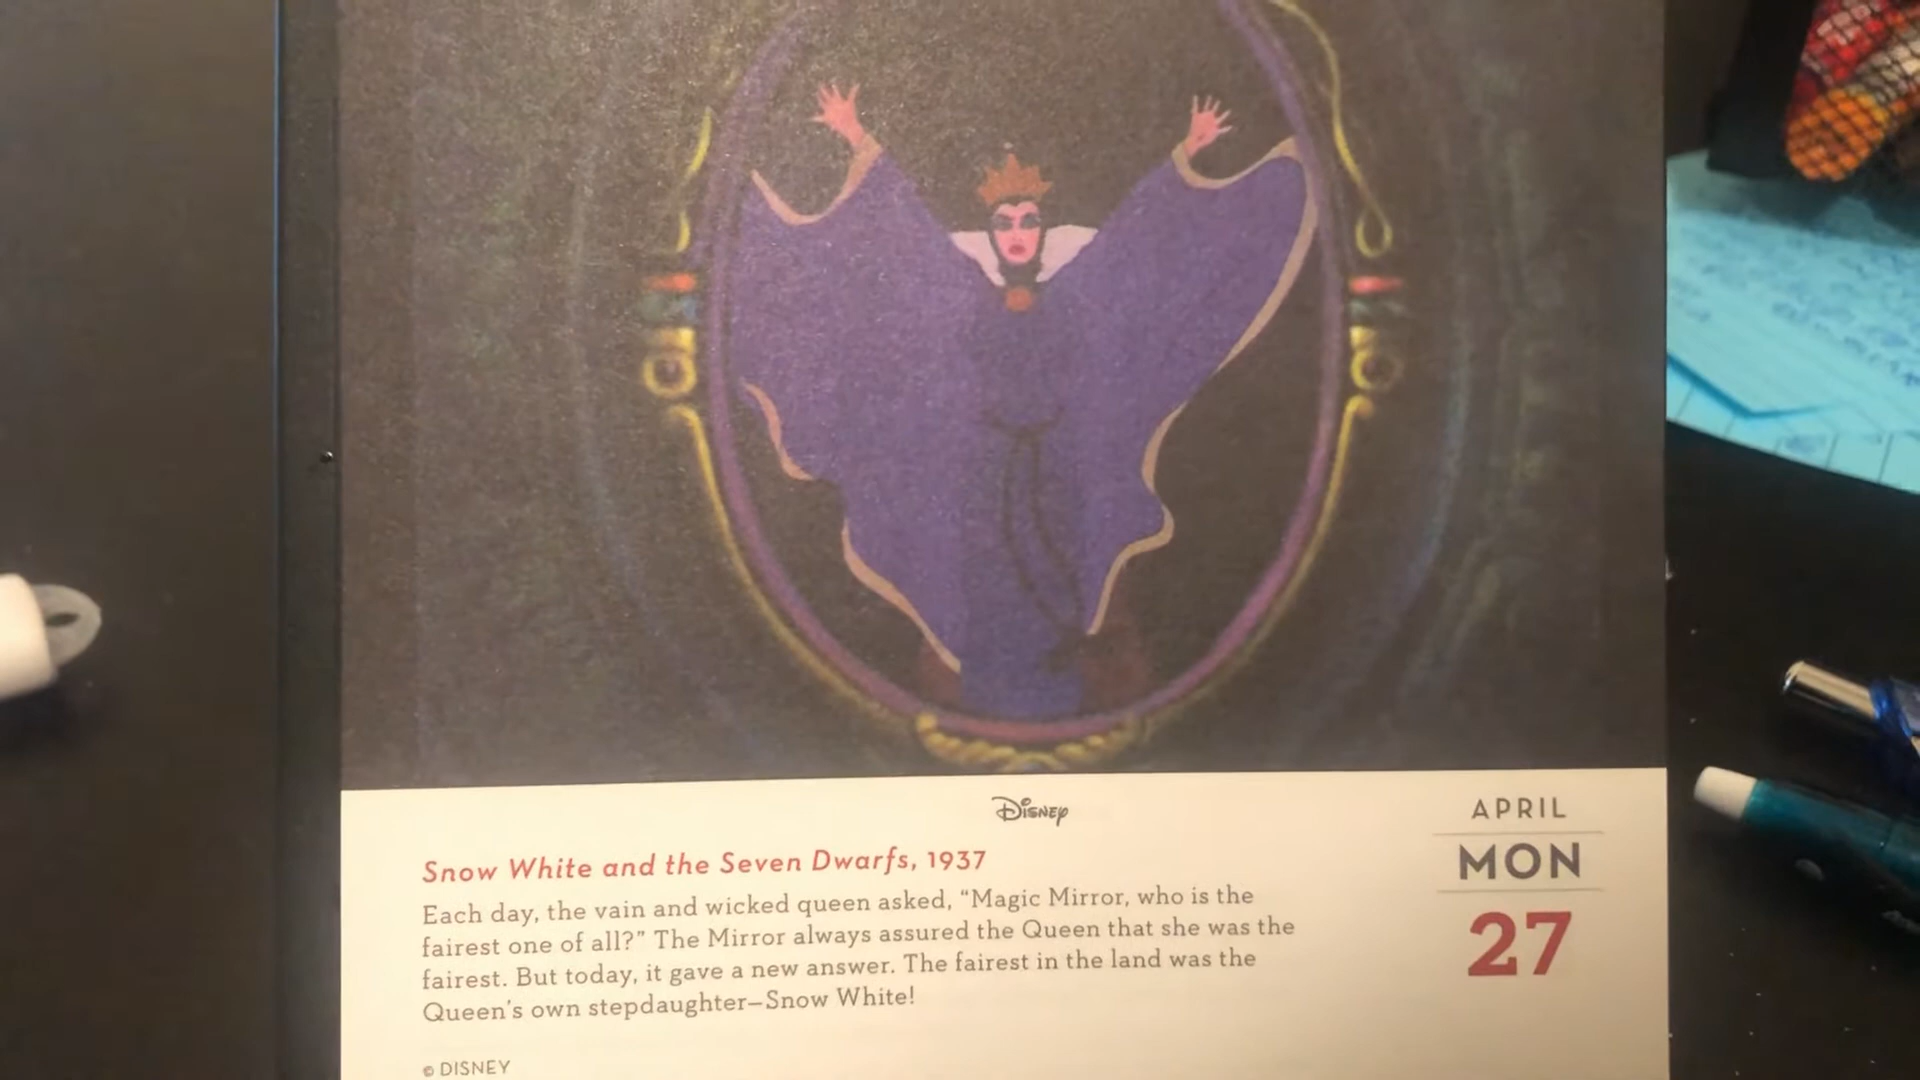 Disney
Snow White and the Seven Dwarfs, 1937
Each day, the vain and wicked queen asked, “Magic Mirror, who is the
fairest one of all?” The Mirror always assured the Queen that she was the
fairest. But today, it gave a new answer. The fairest in the land was the
Queen’s own stepdaughter—Snow White!
© DISNEY
APRIL
MON
27